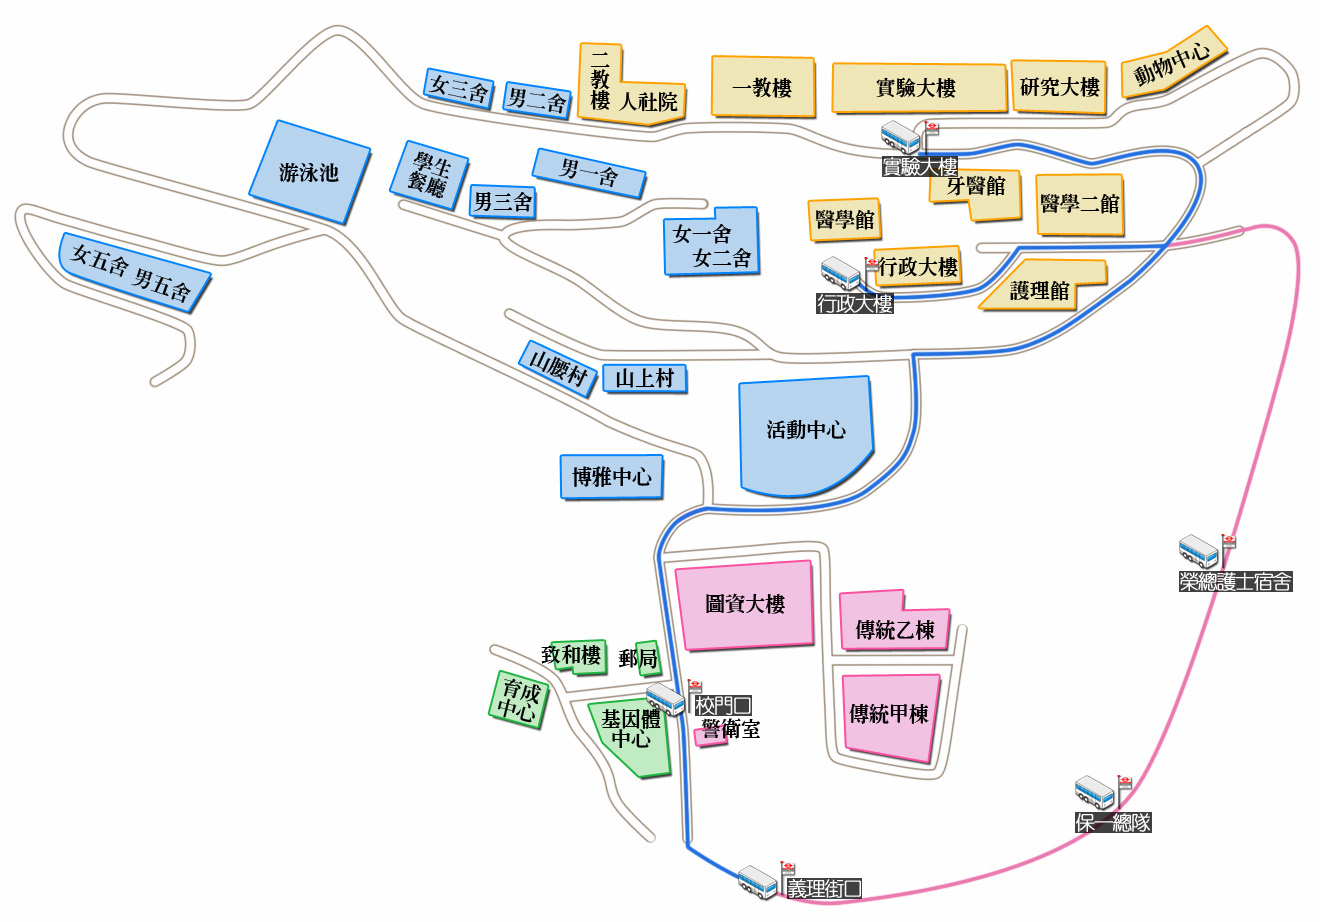 女三舍
男二舍
二
教
樓
人社院
一教樓
實驗大樓
研究大樓
動物中心
游泳池
學生
餐廳
男三舍
男一舍
實驗大樓
牙醫館
醫學館
醫學二館
女一舍
女二舍
女五舍 男五舍
行政大樓
行政大樓
護理館
山腰村
山上村
活動中心
博雅中心
榮總護士宿舍
圖資大樓
傳統乙棟
致和樓
郵局
育成
中心
校門口
基因體
中心
警衛室
傳統甲棟
保一總隊
義理街口